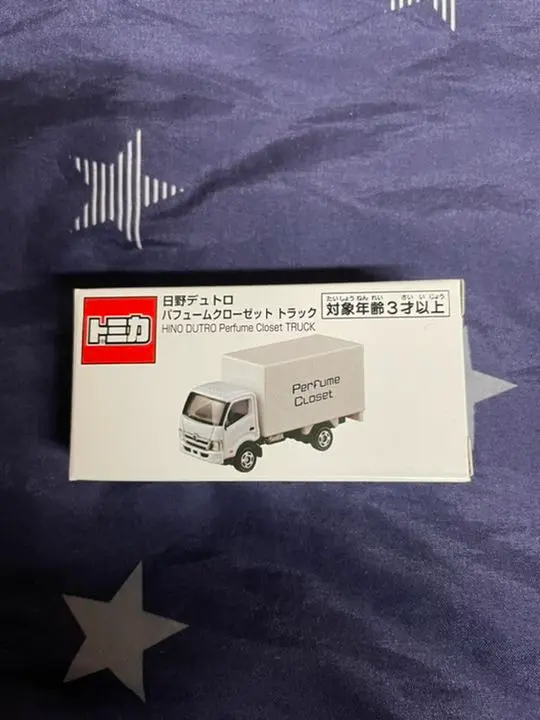 トミカ
日野デュトロ
パフュームクローゼット トラック
HINO DUTRO Perfume Closet TRUCK
たいしょう ねん れい さい い じょう
対象年齢3才以上
Perfume
Closet